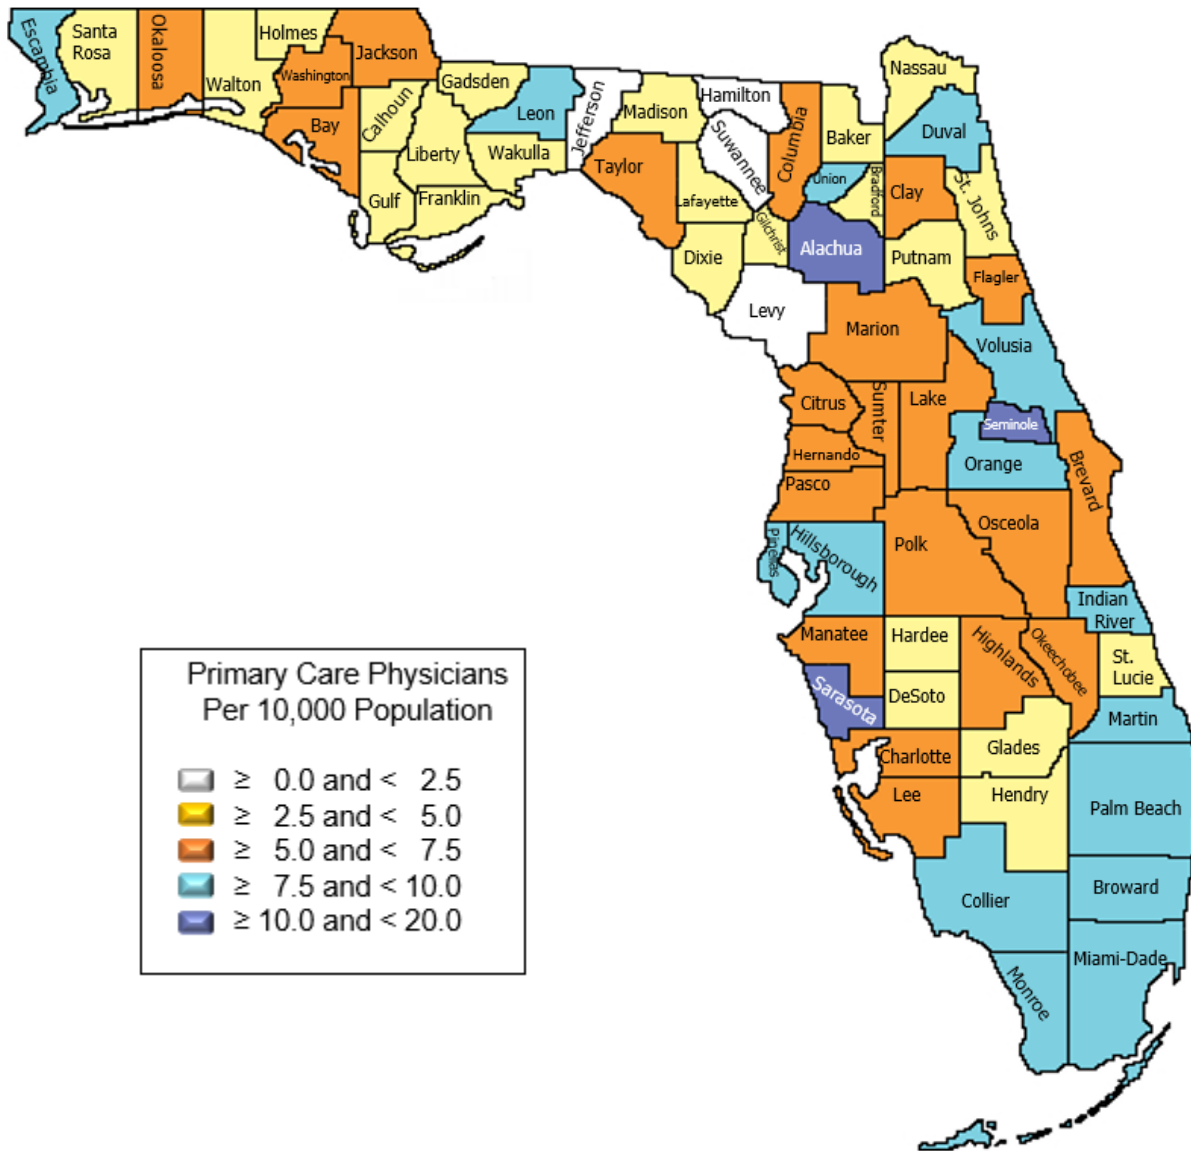 Escambia
Santa
Rosa
Okaloosa
Walton
Holmes
Washington
Jackson
Bay
Calhoun
Gulf
Gadsden
Liberty
Franklin
Leon
Wakulla
Jefferson
Madison
Taylor
Hamilton
Suwannee
Lafayette
Dixie
Columbia
Gilchrist
Levy
Baker
Union
Bradford
Alachua
Nassau
Duval
Clay
St. Johns
Putnam
Flagler
Marion
Volusia
Citrus
Sumter
Lake
Seminole
Hernando
Orange
Pasco
Brevard
Pinellas
Hillsborough
Polk
Osceola
Indian
River
Manatee
Hardee
Highlands
Okeechobee
St.
Lucie
Sarasota
DeSoto
Martin
Charlotte
Glades
Lee
Hendry
Palm Beach
Collier
Broward
Monroe
Miami-Dade
Primary Care Physicians
Per 10,000 Population
≥ 0.0 and < 2.5
≥ 2.5 and < 5.0
≥ 5.0 and < 7.5
≥ 7.5 and < 10.0
≥ 10.0 and < 20.0